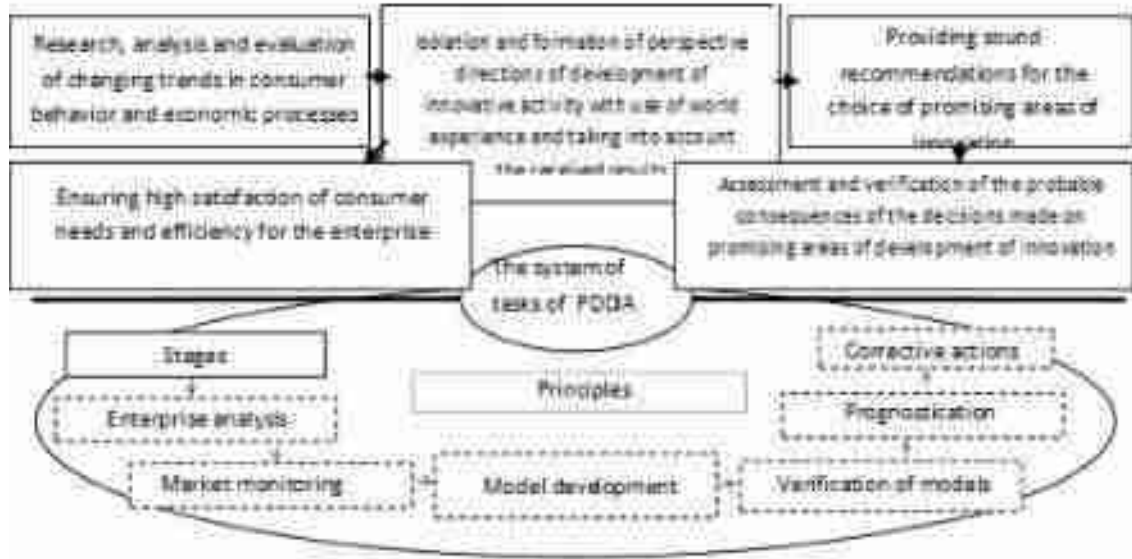 Research, analysis and evaluation
of changing trends in consumer
behavior and economic processes
Isolation and formation of perspective
directions of development of
innovative activity with use of world
experience and taking into account
the received results
Providing sound
recommendations for the
choice of promising areas of
innovation
Ensuring high satisfaction of consumer
needs and efficiency for the enterprise
Assessment and verification of the probable
consequences of the decisions made on
promising areas of development of innovation
The system of
tasks of
Stages
Enterprise analysis
Market monitoring
Principles
Model development
Corrective actions
Prognostication
Verification of models